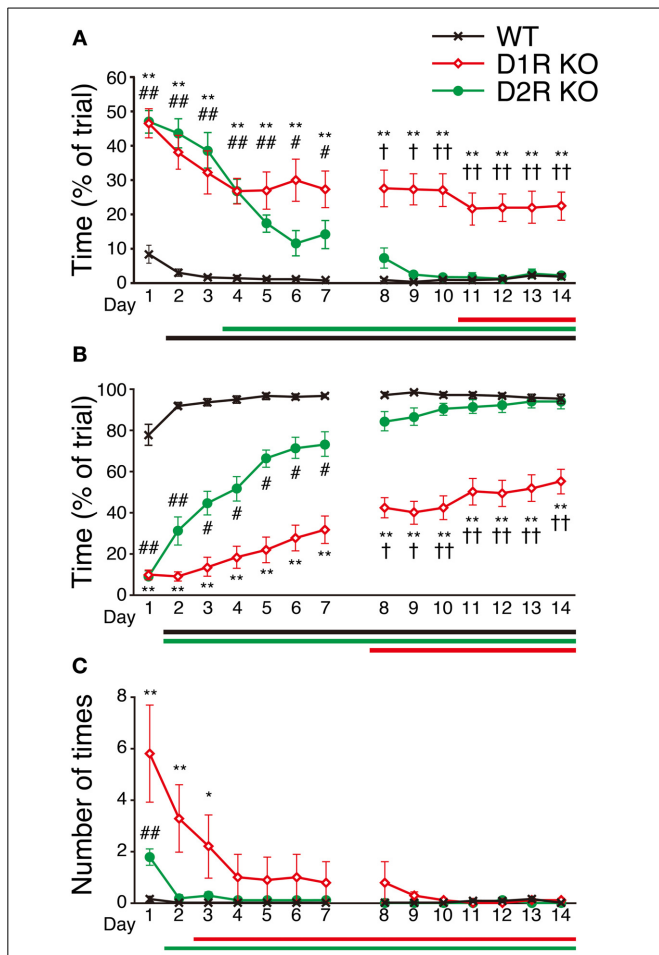 A
WT
D1R KO
D2R KO
Time (% of trial)
60
50
40
30
20
10
0
** ** ** ** ** ** **
## ## ## ## ## # #
** ** ** ** ** ** **
† † †† †† †† †† ††
Day 1 2 3 4 5 6 7 8 9 10 11 12 13 14
B
Time (% of trial)
100
80
60
40
20
0
## ## # # # # #
** ** ** ** ** ** **
** ** ** ** ** ** **
† † †† †† †† †† ††
Day 1 2 3 4 5 6 7 8 9 10 11 12 13 14
C
Number of times
8
6
4
2
0
** ** *
##
Day 1 2 3 4 5 6 7 8 9 10 11 12 13 14